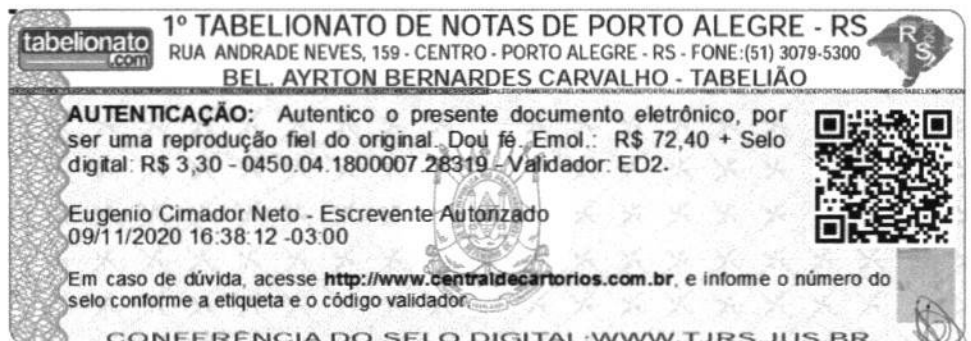 tabelionato
.com
1º TABELIONATO DE NOTAS DE PORTO ALEGRE - RS
RUA ANDRADE NEVES, 159 - CENTRO - PORTO ALEGRE - RS - FONE:(51) 3079-5300
BEL. AYRTON BERNARDES CARVALHO - TABELIÃO
RS
AUTENTICAÇÃO: Autentico o presente documento eletrônico, por
ser uma reprodução fiel do original. Dou fé. Emol.: R$ 72,40 + Selo
digital: R$ 3,30 - 0450.04.1800007.28319 - Validador: ED2.
Eugenio Cimador Neto - Escrevente Autorizado
09/11/2020 16:38:12 -03:00
Em caso de dúvida, acesse http://www.centraldecartorios.com.br, e informe o número do
selo conforme a etiqueta e o código validador.
CONFERÊNCIA DO SELO DIGITAL:WWW.TJRS.JUS.BR